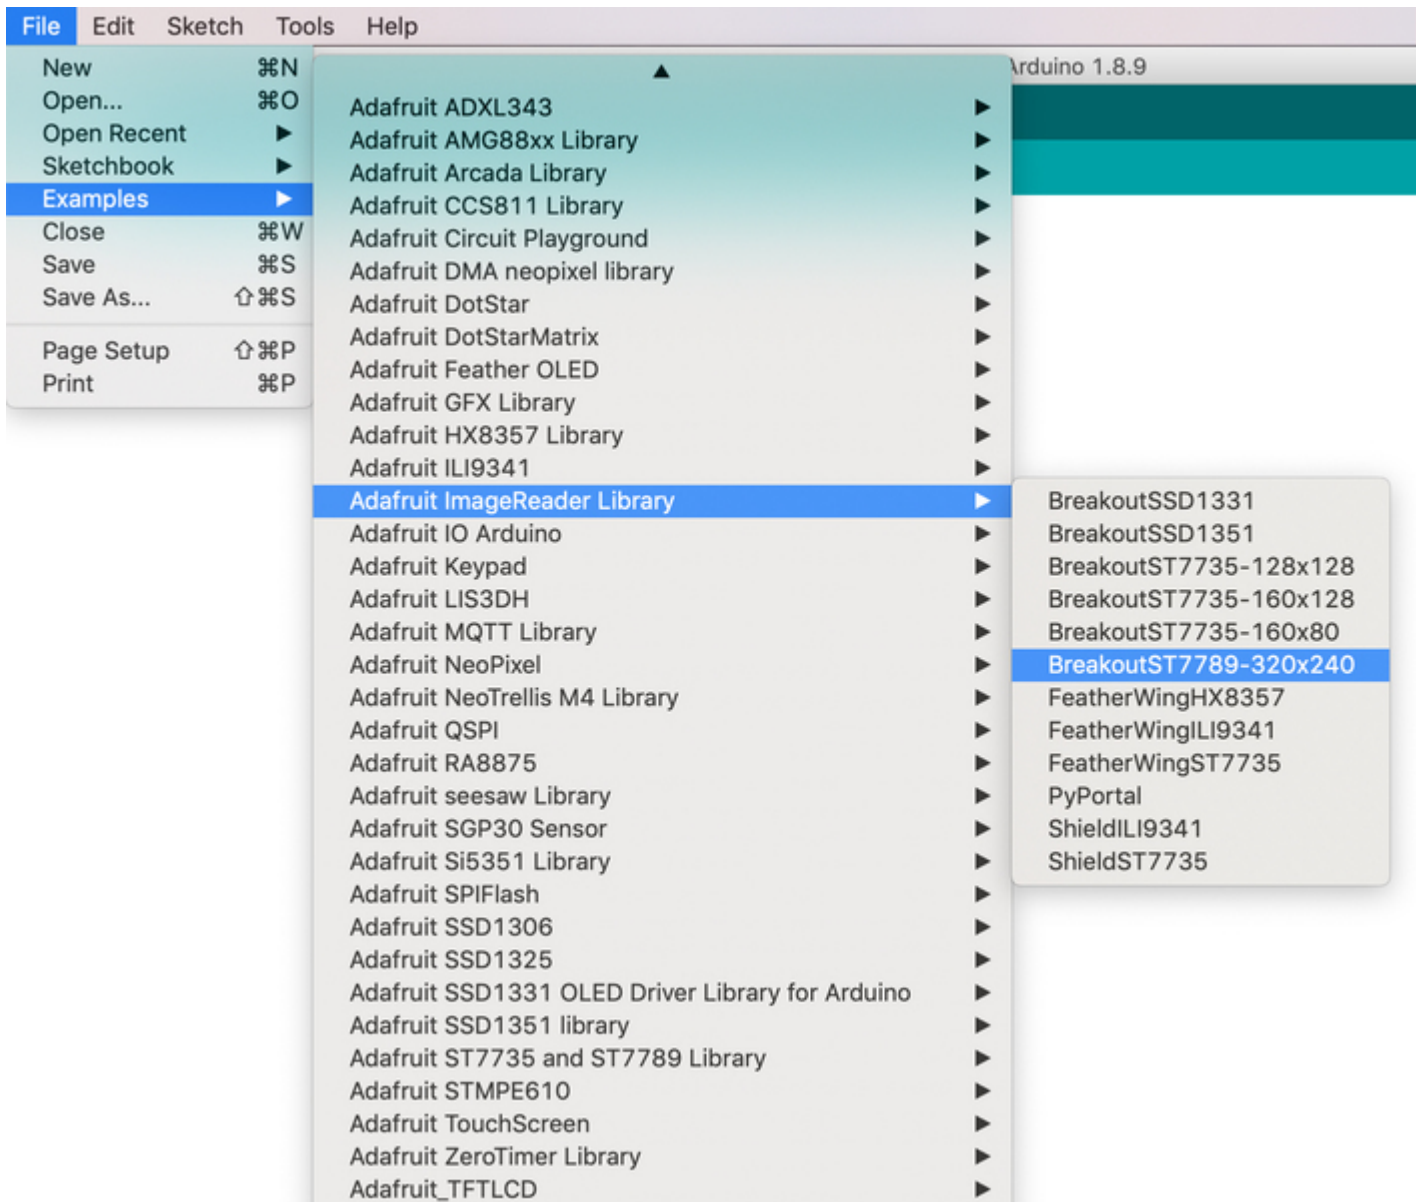 File Edit Sketch Tools Help
Arduino 1.8.9
New ⌘N
Open... ⌘O
Open Recent ▶
Sketchbook ▶
Examples ▶
Close ⌘W
Save ⌘S
Save As... ⇧⌘S
Page Setup ⇧⌘P
Print ⌘P
▲
Adafruit ADXL343 ▶
Adafruit AMG88xx Library ▶
Adafruit Arcada Library ▶
Adafruit CCS811 Library ▶
Adafruit Circuit Playground ▶
Adafruit DMA neopixel library ▶
Adafruit DotStar ▶
Adafruit DotStarMatrix ▶
Adafruit Feather OLED ▶
Adafruit GFX Library ▶
Adafruit HX8357 Library ▶
Adafruit ILI9341 ▶
Adafruit ImageReader Library ▶
Adafruit IO Arduino ▶
Adafruit Keypad ▶
Adafruit LIS3DH ▶
Adafruit MQTT Library ▶
Adafruit NeoPixel ▶
Adafruit NeoTrellis M4 Library ▶
Adafruit QSPI ▶
Adafruit RA8875 ▶
Adafruit seesaw Library ▶
Adafruit SGP30 Sensor ▶
Adafruit Si5351 Library ▶
Adafruit SPIFlash ▶
Adafruit SSD1306 ▶
Adafruit SSD1325 ▶
Adafruit SSD1331 OLED Driver Library for Arduino ▶
Adafruit SSD1351 library ▶
Adafruit ST7735 and ST7789 Library ▶
Adafruit STMPE610 ▶
Adafruit TouchScreen ▶
Adafruit ZeroTimer Library ▶
Adafruit_TFTLCD ▶
BreakoutSSD1331
BreakoutSSD1351
BreakoutST7735-128x128
BreakoutST7735-160x128
BreakoutST7735-160x80
BreakoutST7789-320x240
FeatherWingHX8357
FeatherWingILI9341
FeatherWingST7735
PyPortal
ShieldILI9341
ShieldST7735